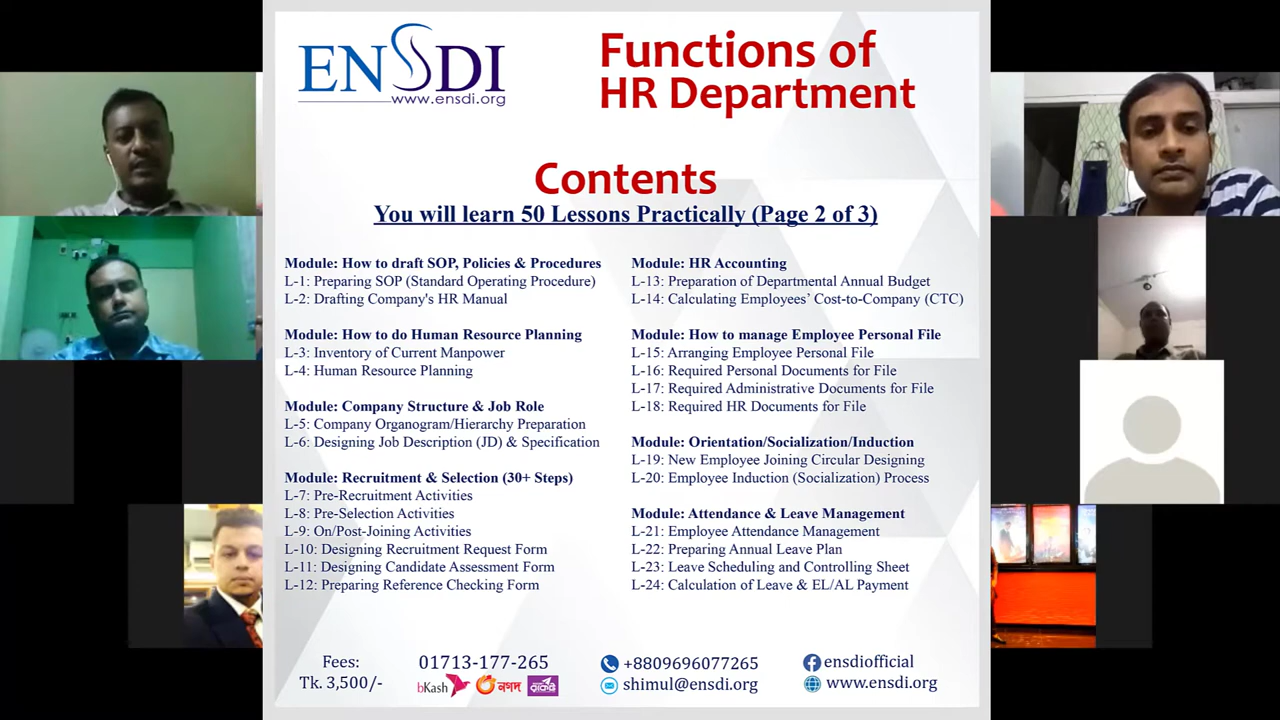 ENSDI
www.ensdi.org
Functions of
HR Department
Contents
You will learn 50 Lessons Practically (Page 2 of 3)
Module: How to draft SOP, Policies & Procedures
L-1: Preparing SOP (Standard Operating Procedure)
L-2: Drafting Company's HR Manual
Module: How to do Human Resource Planning
L-3: Inventory of Current Manpower
L-4: Human Resource Planning
Module: Company Structure & Job Role
L-5: Company Organogram/Hierarchy Preparation
L-6: Designing Job Description (JD) & Specification
Module: Recruitment & Selection (30+ Steps)
L-7: Pre-Recruitment Activities
L-8: Pre-Selection Activities
L-9: On/Post-Joining Activities
L-10: Designing Recruitment Request Form
L-11: Designing Candidate Assessment Form
L-12: Preparing Reference Checking Form
Module: HR Accounting
L-13: Preparation of Departmental Annual Budget
L-14: Calculating Employees’ Cost-to-Company (CTC)
Module: How to manage Employee Personal File
L-15: Arranging Employee Personal File
L-16: Required Personal Documents for File
L-17: Required Administrative Documents for File
L-18: Required HR Documents for File
Module: Orientation/Socialization/Induction
L-19: New Employee Joining Circular Designing
L-20: Employee Induction (Socialization) Process
Module: Attendance & Leave Management
L-21: Employee Attendance Management
L-22: Preparing Annual Leave Plan
L-23: Leave Scheduling and Controlling Sheet
L-24: Calculation of Leave & EL/AL Payment
Fees:
Tk. 3,500/-
01713-177-265
bKash নগদ রকেট
+8809696077265
shimul@ensdi.org
ensdiofficial
www.ensdi.org